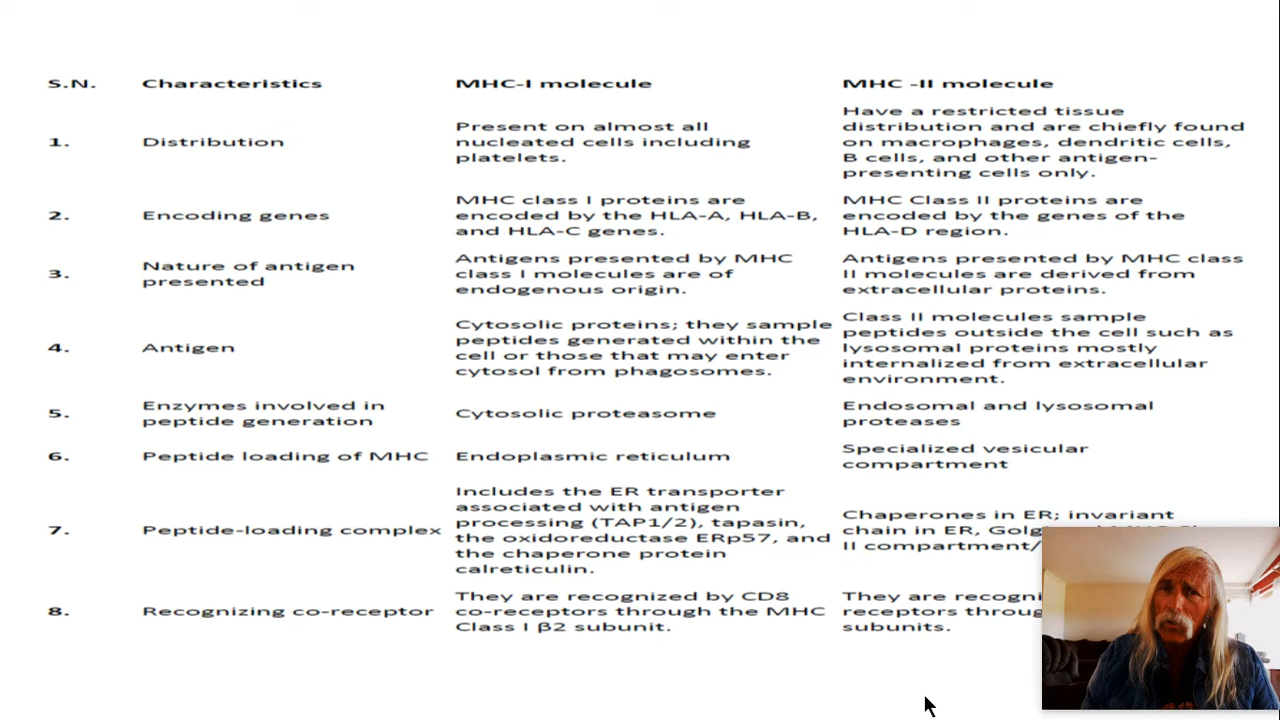 S.N. Characteristics MHC-I molecule MHC -II molecule
1. Distribution
Present on almost all
nucleated cells including
platelets.
Have a restricted tissue
distribution and are chiefly found
on macrophages, dendritic cells,
B cells, and other antigen-
presenting cells only.
2. Encoding genes
MHC class I proteins are
encoded by the HLA-A, HLA-B,
and HLA-C genes.
MHC Class II proteins are
encoded by the genes of the
HLA-D region.
3. Nature of antigen
presented
Antigens presented by MHC
class I molecules are of
endogenous origin.
Antigens presented by MHC class
II molecules are derived from
extracellular proteins.
4. Antigen
Cytosolic proteins; they sample
peptides generated within the
cell or those that may enter
cytosol from phagosomes.
Class II molecules sample
peptides outside the cell such as
lysosomal proteins mostly
internalized from extracellular
environment.
5. Enzymes involved in
peptide generation
Cytosolic proteasome
Endosomal and lysosomal
proteases
6. Peptide loading of MHC
Endoplasmic reticulum
Specialized vesicular
compartment
7. Peptide-loading complex
Includes the ER transporter
associated with antigen
processing (TAP1/2), tapasin,
the oxidoreductase ERp57, and
the chaperone protein
calreticulin.
Chaperones in ER; invariant
chain in ER,
II compartment/
8. Recognizing co-receptor
They are recognized by CD8
co-receptors through the MHC
Class I β2 subunit.
They are
receptors
subunits.